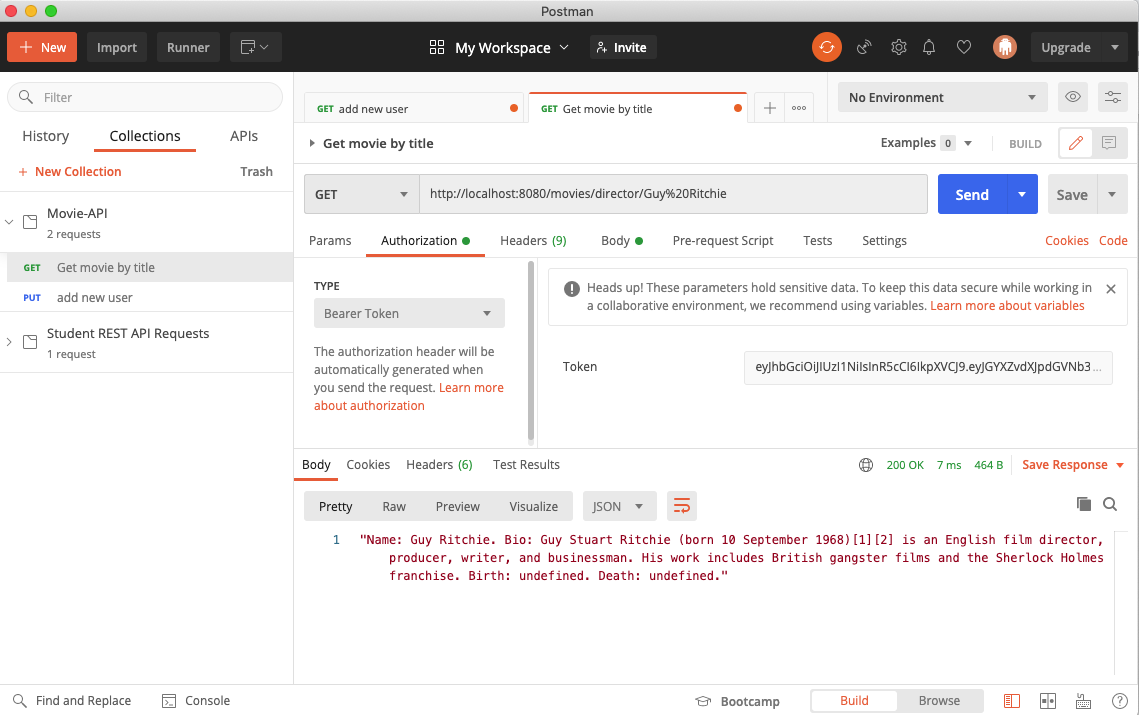 Postman
New
Import
Runner
My Workspace
Invite
Upgrade
Filter
History
Collections
APIs
+ New Collection
Trash
Movie-API
2 requests
GET Get movie by title
PUT add new user
Student REST API Requests
1 request
GET add new user
GET Get movie by title
No Environment
Get movie by title
Examples 0
BUILD
GET
http://localhost:8080/movies/director/Guy%20Ritchie
Send
Save
Params
Authorization
Headers (9)
Body
Pre-request Script
Tests
Settings
Cookies
Code
TYPE
Bearer Token
The authorization header will be
automatically generated when
you send the request. Learn more
about authorization
Heads up! These parameters hold sensitive data. To keep this data secure while working in
a collaborative environment, we recommend using variables. Learn more about variables
Token
eyJhbGciOiJIUzI1NiIsInR5cCI6IkpXVCJ9.eyJGYXZvdXJpdGVNb3...
Body
Cookies
Headers (6)
Test Results
200 OK
7 ms
464 B
Save Response
Pretty
Raw
Preview
Visualize
JSON
1 "Name: Guy Ritchie. Bio: Guy Stuart Ritchie (born 10 September 1968)[1][2] is an English film director,
producer, writer, and businessman. His work includes British gangster films and the Sherlock Holmes
franchise. Birth: undefined. Death: undefined."
Find and Replace
Console
Bootcamp
Build
Browse